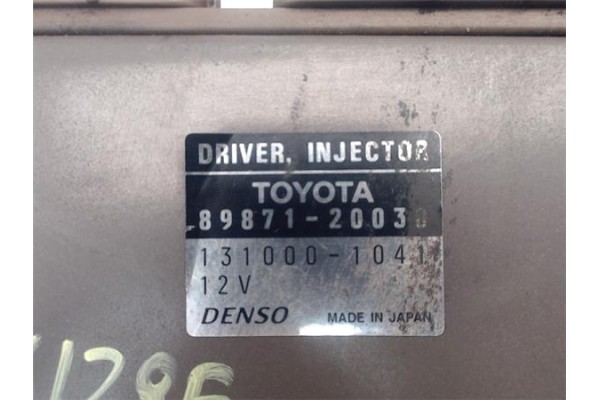 DRIVER, INJECTOR
TOYOTA
89871-20030
131000-1041
12V
DENSO MADE IN JAPAN